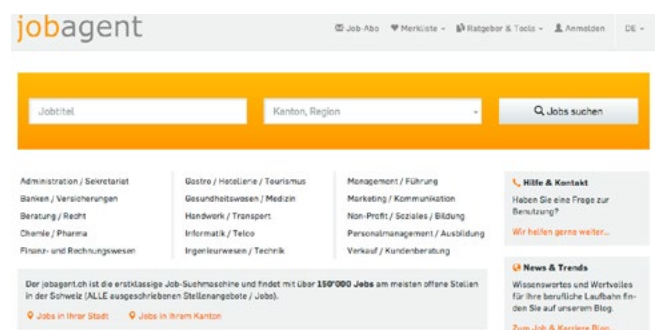 jobagent
Job-Abo Merkliste Ratgeber & Tools Anmelden DE
Jobtitel Kanton, Region Jobs suchen
Administration / Sekretariat
Banken / Versicherungen
Beratung / Recht
Chemie / Pharma
Finanz- und Rechnungswesen
Gastro / Hotellerie / Tourismus
Gesundheitswesen / Medizin
Handwerk / Transport
Informatik / Telco
Ingenieurwesen / Technik
Management / Führung
Marketing / Kommunikation
Non-Profit / Soziales / Bildung
Personalmanagement / Ausbildung
Verkauf / Kundenberatung
Hilfe & Kontakt
Haben Sie eine Frage zur
Benutzung?
Wir helfen gerne weiter...
Der jobagent.ch ist die erstklassige Job-Suchmaschine und findet mit über 150'000 Jobs am meisten offene Stellen
in der Schweiz (ALLE ausgeschriebenen Stellenangebote / Jobs).
Jobs in Ihrer Stadt Jobs in Ihrem Kanton
News & Trends
Wissenswertes und Wertvolles
für Ihre berufliche Laufbahn fin-
den Sie auf unserem Blog.
Zum Job & Karriere Blog...